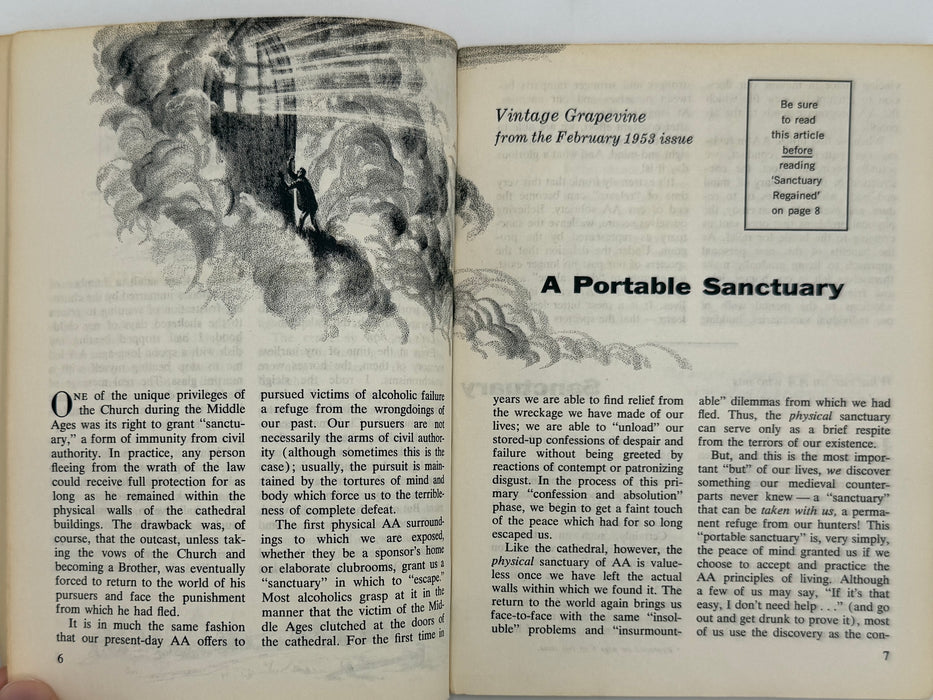 ONE of the unique privileges of
the Church during the Middle
Ages was its right to grant “sanctu-
ary,” a form of immunity from civil
authority. In practice, any person
fleeing from the wrath of the law
could receive full protection for as
long as he remained within the
physical walls of the cathedral
buildings. The drawback was, of
course, that the outcast, unless tak-
ing the vows of the Church and
becoming a Brother, was eventually
forced to return to the world of his
pursuers and face the punishment
from which he had fled.
It is in much the same fashion
that our present-day AA offers to
pursued victims of alcoholic failure
a refuge from the wrongdoings of
our past. Our pursuers are not
necessarily the arms of civil author-
ity (although sometimes this is the
case); usually, the pursuit is main-
tained by the tortures of mind and
body which force us to the terrible-
ness of complete defeat.
The first physical AA surround-
ings to which we are exposed,
whether they be a sponsor’s home
or elaborate clubrooms, grant us a
“sanctuary” in which to “escape.”
Most alcoholics grasp at it in the
manner that the victim of the Mid-
dle Ages clutched at the doors of
the cathedral. For the first time in
6
Vintage Grapevine
from the February 1953 issue
Be sure
to read
this article
before
reading
‘Sanctuary
Regained’
on page 8
A Portable Sanctuary
years we are able to find relief from
the wreckage we have made of our
lives; we are able to “unload” our
stored-up confessions of despair and
failure without being greeted by
reactions of contempt or patronizing
disgust. In the process of this pri-
mary “confession and absolution”
phase, we begin to get a faint touch
of the peace which had for so long
escaped us.
Like the cathedral, however, the
physical sanctuary of AA is value-
less once we have left the actual
walls within which we found it. The
return to the world again brings us
face-to-face with the same “insol-
uble” problems and “insurmount-
able” dilemmas from which we had
fled. Thus, the physical sanctuary
can serve only as a brief respite
from the terrors of our existence.
But, and this is the most impor-
tant “but” of our lives, we discover
something our medieval counter-
parts never knew — a “sanctuary”
that can be taken with us, a perma-
nent refuge from our hunters! This
“portable sanctuary” is, very simply,
the peace of mind granted us if we
choose to accept and practice the
AA principles of living. Although
a few of us may say, “If it’s that
easy, I don’t need help . . .” (and go
out and get drunk to prove it), most
of us use the discovery as the con-
7